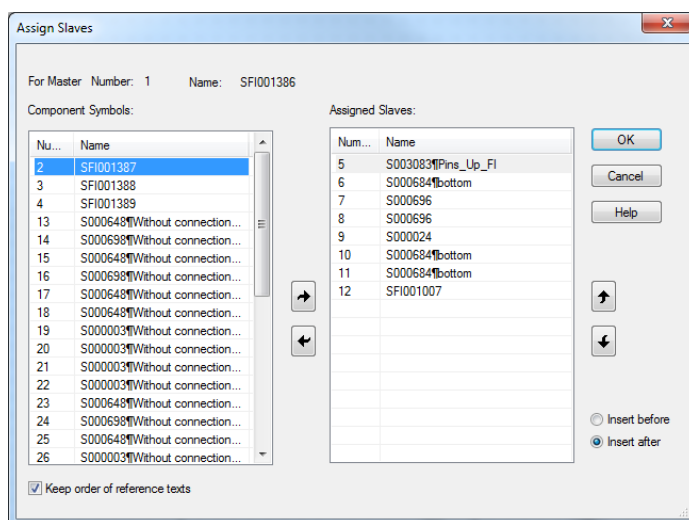 Assign Slaves
For Master Number: 1 Name: SFI001386
Component Symbols:
Nu... Name
2 SFI001387
3 SFI001388
4 SFI001389
13 S000648¶Without connection...
14 S000698¶Without connection...
15 S000648¶Without connection...
16 S000698¶Without connection...
17 S000648¶Without connection...
18 S000648¶Without connection...
19 S000003¶Without connection...
20 S000003¶Without connection...
21 S000003¶Without connection...
22 S000003¶Without connection...
23 S000648¶Without connection...
24 S000698¶Without connection...
25 S000648¶Without connection...
26 S000003¶Without connection...
Keep order of reference texts
Assigned Slaves:
Num... Name
5 S003083¶Pins_Up_FI
6 S000684¶bottom
7 S000696
8 S000696
9 S000024
10 S000684¶bottom
11 S000684¶bottom
12 SFI001007
OK
Cancel
Help
Insert before
Insert after